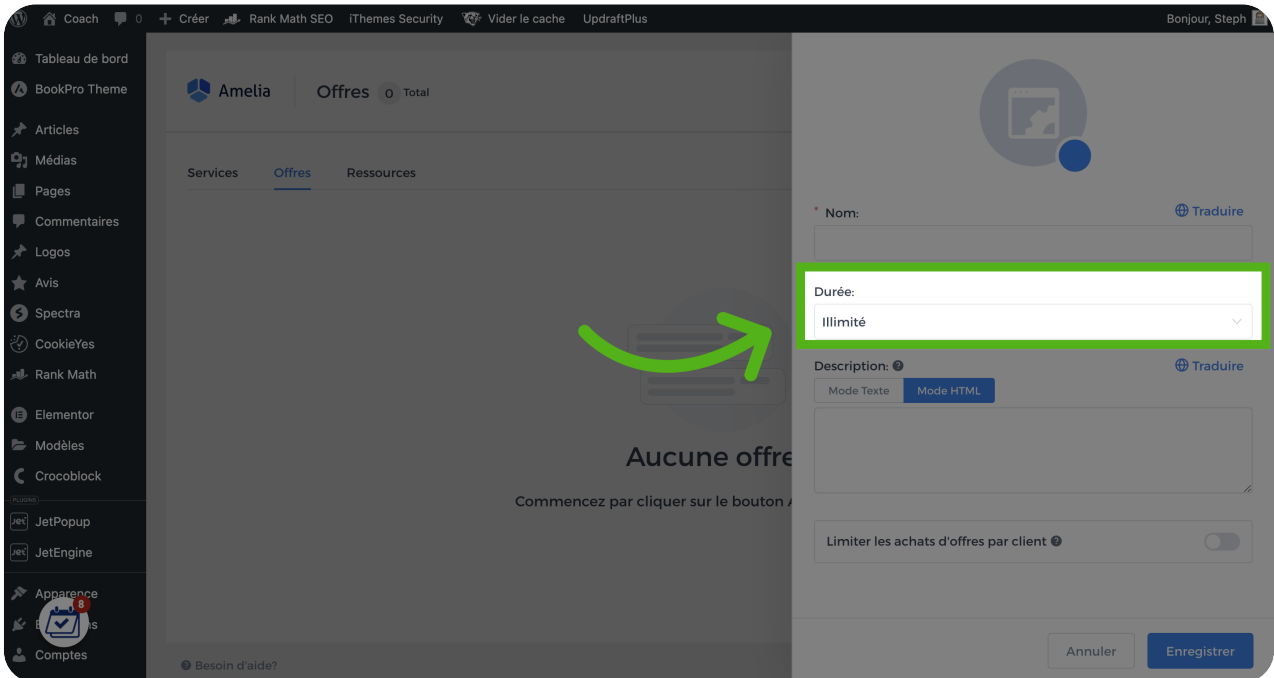 Coach 0 Créer Rank Math SEO iThemes Security Vider le cache UpdraftPlus Bonjour, Steph
Tableau de bord
BookPro Theme
Articles
Médias
Pages
Commentaires
Logos
Avis
Spectra
CookieYes
Rank Math
Elementor
Modèles
Crocoblock
PLUGINS
Jet JetPopup
Jet JetEngine
Apparence
8
Comptes
Amelia Offres 0 Total
Services Offres Ressources
Aucune offre
Commencez par cliquer sur le bouton
Besoin d'aide?
* Nom: Traduire
Durée:
Illimité
Description: Traduire
Mode Texte Mode HTML
Limiter les achats d'offres par client
Annuler Enregistrer